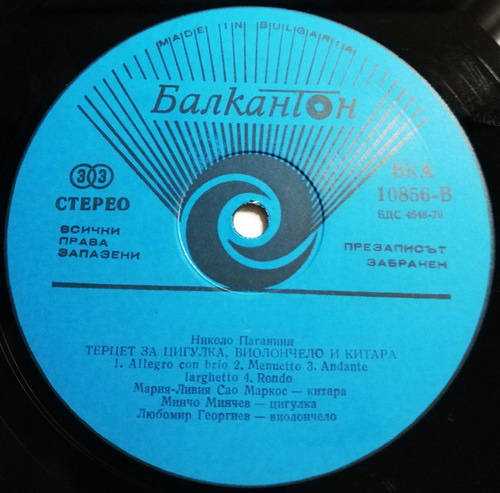 MADE IN BULGARIA
Балкантон
33
СТЕРЕО
ВСИЧКИ
ПРАВА
ЗАПАЗЕНИ
ВКА
10856-В
БДС 4646-78
ПРЕЗАПИСЪТ
ЗАБРАНЕН
Николо Паганини
ТЕРЦЕТ ЗА ЦИГУЛКА, ВИОЛОНЧЕЛО И КИТАРА
1. Allegro con brio 2. Menuetto 3. Andante
larghetto 4. Rondo
Мария-Ливия Сао Маркос — китара
Минчо Минчев — цигулка
Любомир Георгиев — виолончело